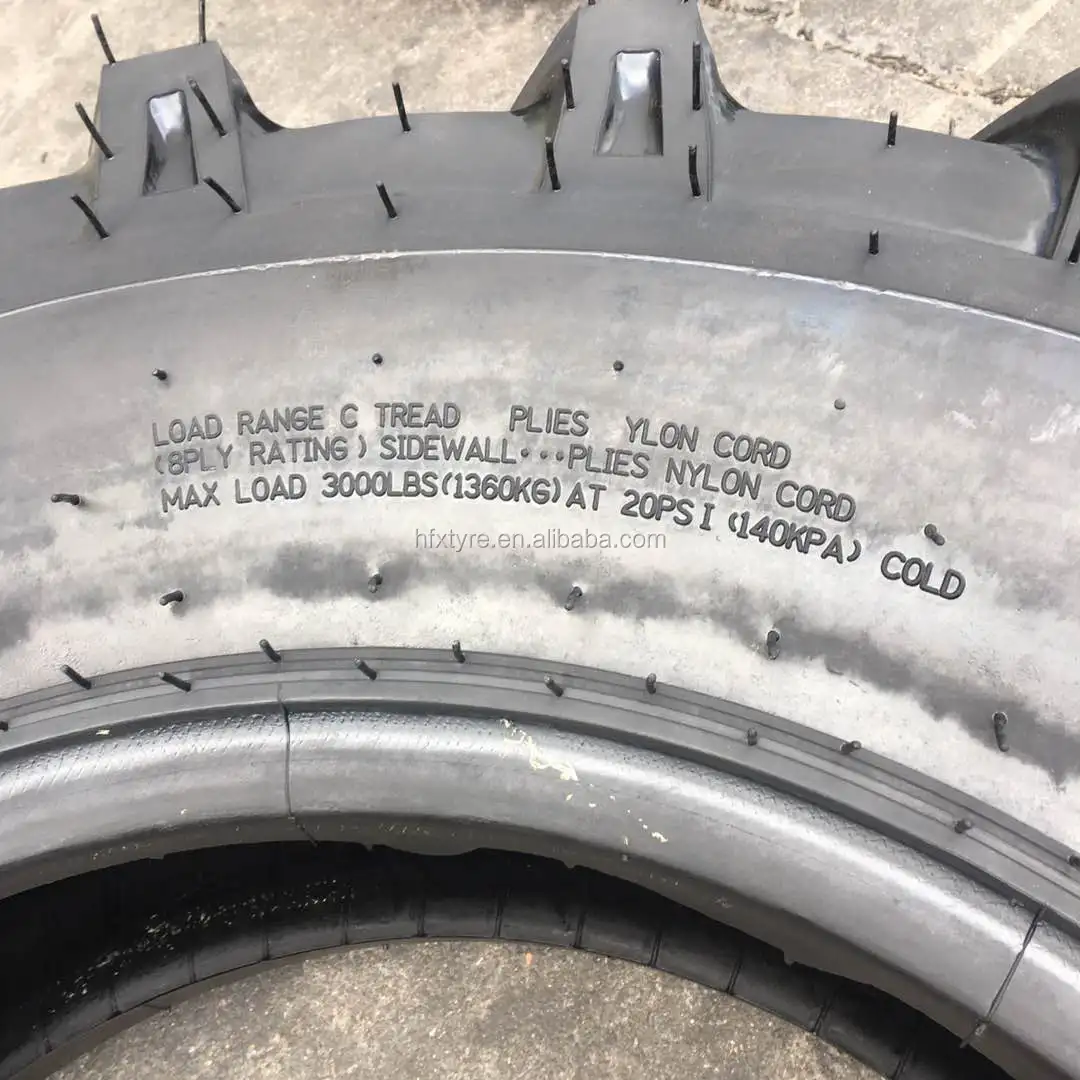 LOAD RANGE C TREAD PLIES YLON CORD
(8PLY RATING) SIDEWALL...PLIES NYLON CORD
MAX LOAD 3000LBS(1360KG)AT 20PSI (140KPA) COLD
hfxtyre.en.alibaba.com